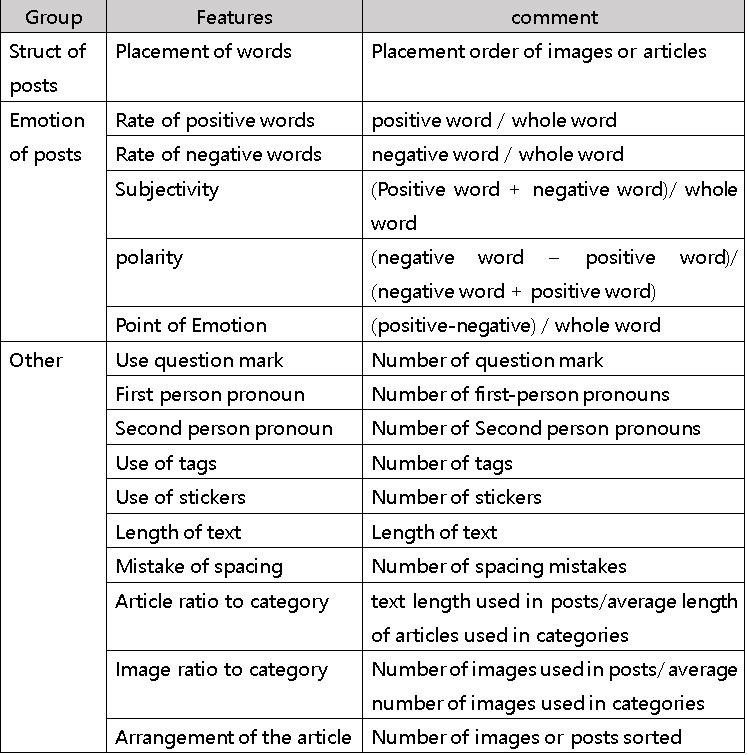 Group Features comment
Struct of Placement of words Placement order of images or articles
posts
Emotion Rate of positive words positive word / whole word
of posts Rate of negative words negative word / whole word
Subjectivity (Positive word + negative word)/ whole
word
polarity (negative word – positive word)/
(negative word + positive word)
Point of Emotion (positive-negative) / whole word
Other Use question mark Number of question mark
First person pronoun Number of first-person pronouns
Second person pronoun Number of Second person pronouns
Use of tags Number of tags
Use of stickers Number of stickers
Length of text Length of text
Mistake of spacing Number of spacing mistakes
Article ratio to category text length used in posts/average length
of articles used in categories
Image ratio to category Number of images used in posts/ average
number of images used in categories
Arrangement of the article Number of images or posts sorted